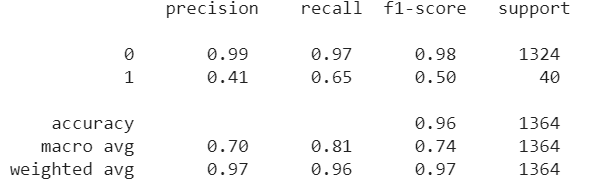 precision recall f1-score support
0 0.99 0.97 0.98 1324
1 0.41 0.65 0.50 40
accuracy 0.96 1364
macro avg 0.70 0.81 0.74 1364
weighted avg 0.97 0.96 0.97 1364